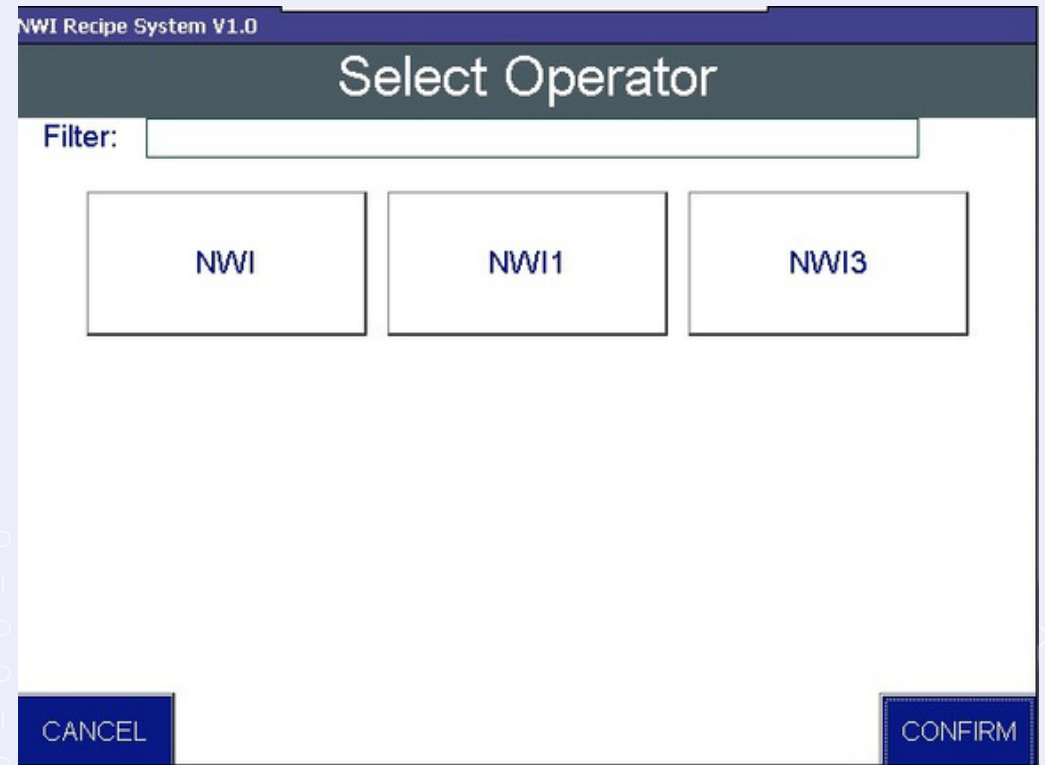 NWI Recipe System V1.0
Select Operator
Filter:
NWI NWI1 NWI3
CANCEL CONFIRM